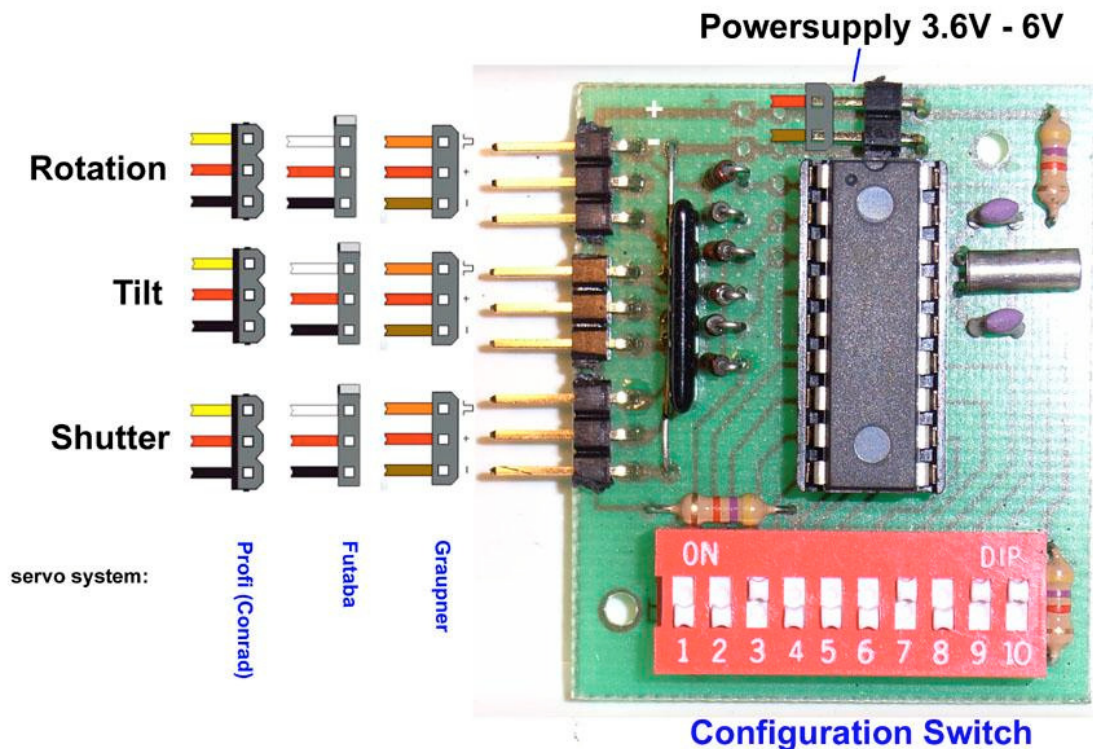 Powersupply 3.6V - 6V
+
-
Rotation
+
-
Tilt
+
-
Shutter
+
-
servo system:
Profi (Conrad)
Futaba
Graupner
ON DIP
1 2 3 4 5 6 7 8 9 10
Configuration Switch